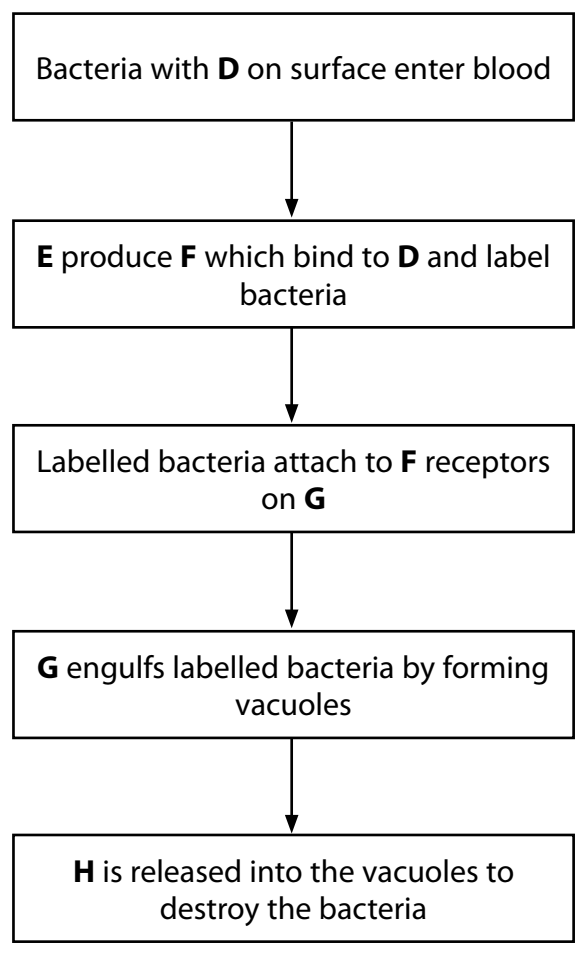 Bacteria with D on surface enter blood
E produce F which bind to D and label
bacteria
Labelled bacteria attach to F receptors
on G
G engulfs labelled bacteria by forming
vacuoles
H is released into the vacuoles to
destroy the bacteria